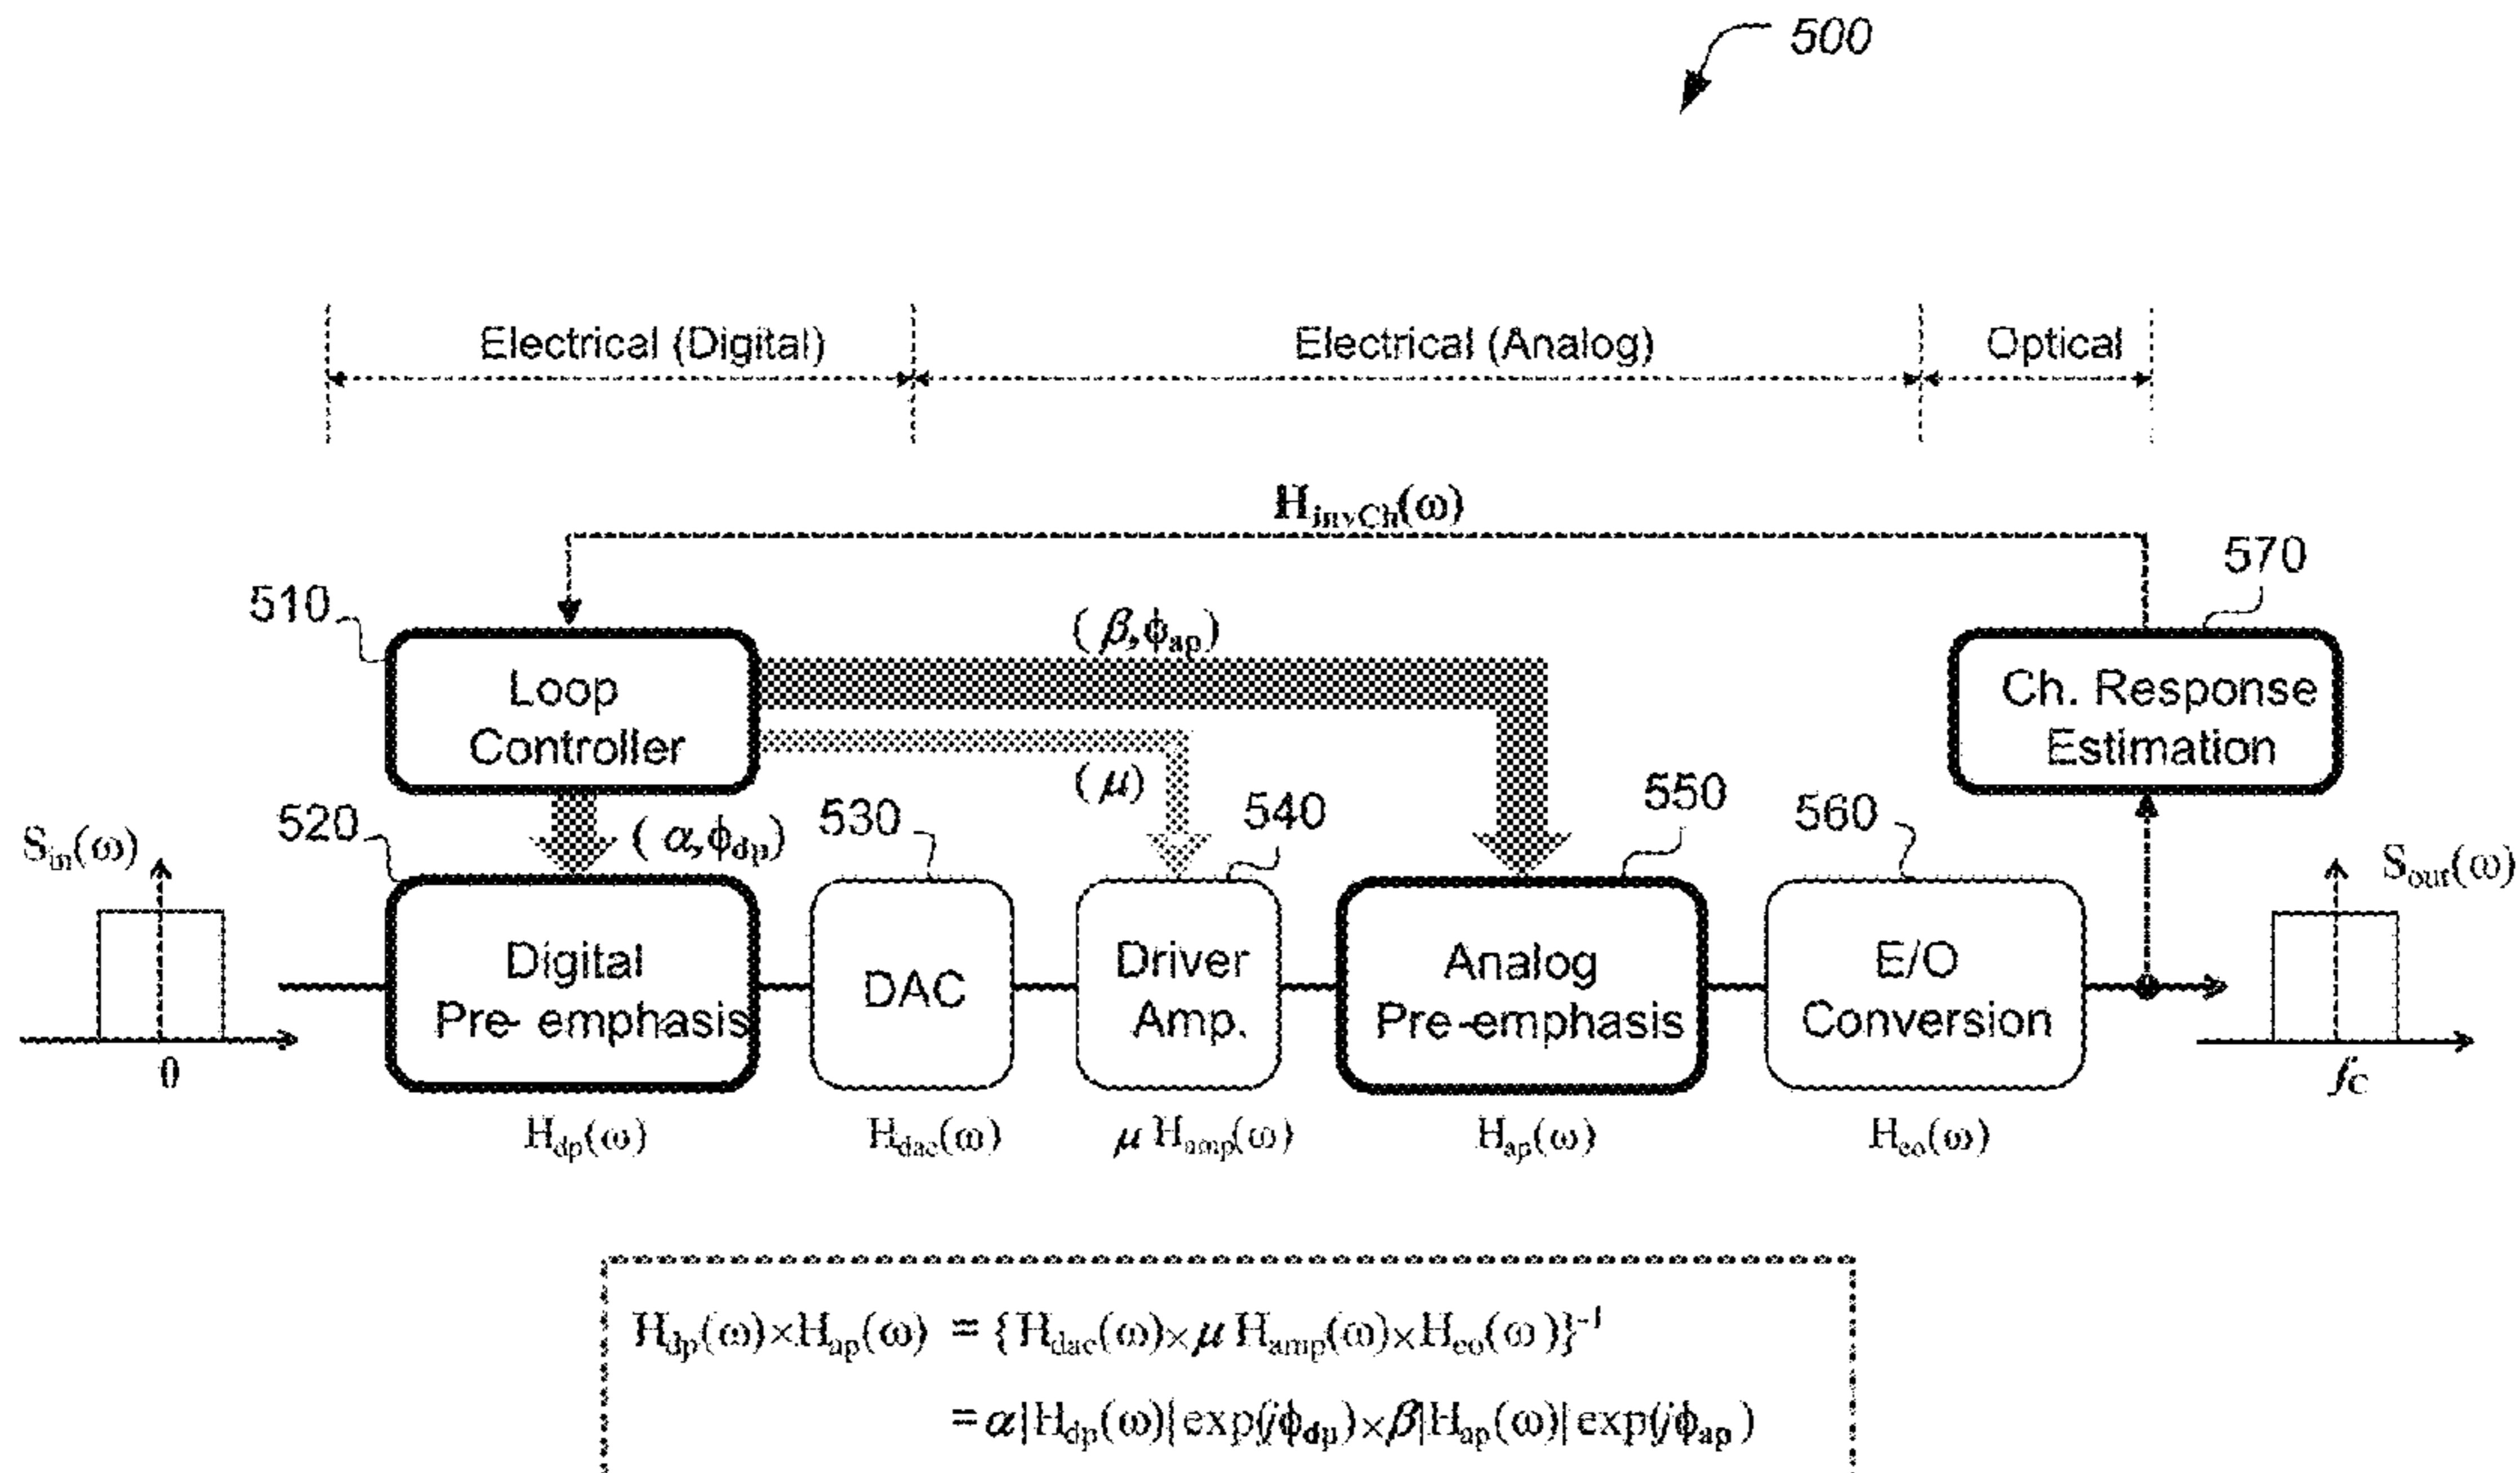 500
Electrical (Digital)
Electrical (Analog)
Optical
H_invCh(ω)
570
510
(β,ϕ_ap)
Loop
Controller
Ch. Response
Estimation
(μ)
(α,ϕ_dp)
520
530
540
550
560
S_in(ω)
S_out(ω)
Digital
Pre- emphasis
DAC
Driver
Amp.
Analog
Pre-emphasis
E/O
Conversion
0
fc
H_dp(ω)
H_dac(ω)
μ H_amp(ω)
H_ap(ω)
H_eo(ω)
H_dp(ω)×H_ap(ω) = {H_dac(ω)×μ H_amp(ω)×H_eo(ω)}⁻¹
= α|H_dp(ω)|exp(jϕ_dp)×β|H_ap(ω)|exp(jϕ_ap)